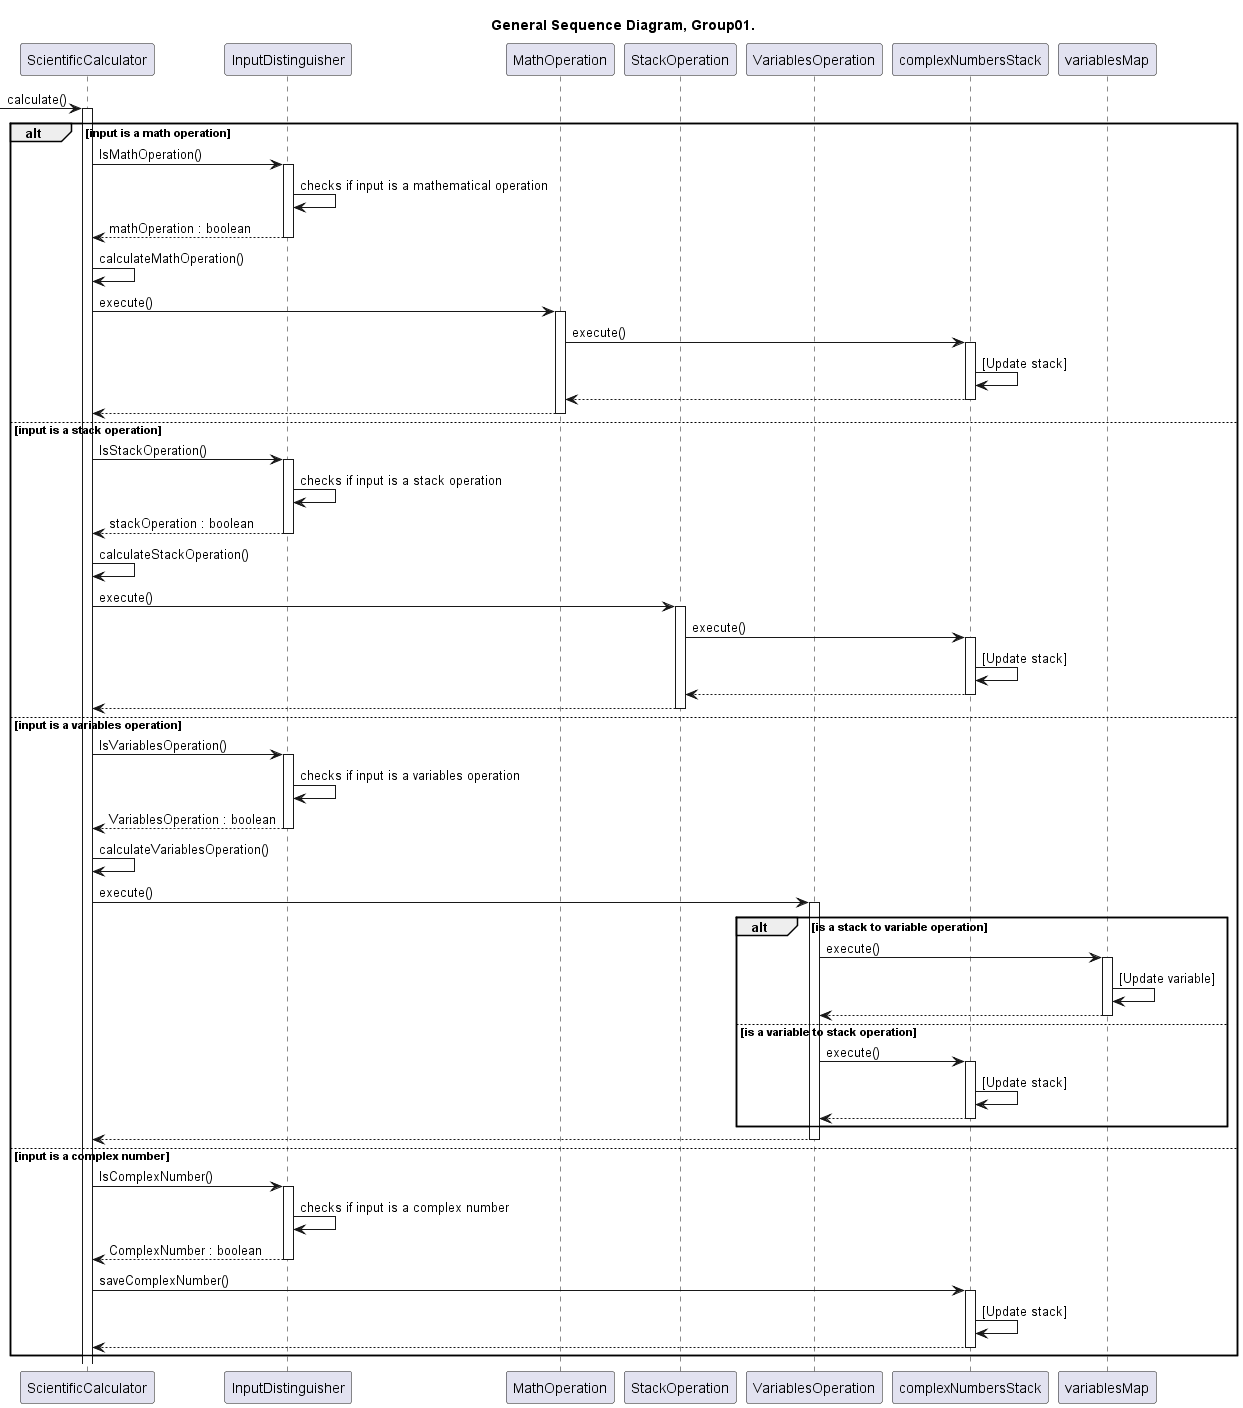 General Sequence Diagram, Group01.
ScientificCalculator InputDistinguisher MathOperation StackOperation VariablesOperation complexNumbersStack variablesMap
calculate()
alt [input is a math operation]
IsMathOperation()
checks if input is a mathematical operation
mathOperation : boolean
calculateMathOperation()
execute()
execute()
[Update stack]
[input is a stack operation]
IsStackOperation()
checks if input is a stack operation
stackOperation : boolean
calculateStackOperation()
execute()
execute()
[Update stack]
[input is a variables operation]
IsVariablesOperation()
checks if input is a variables operation
VariablesOperation : boolean
calculateVariablesOperation()
execute()
alt [is a stack to variable operation]
execute()
[Update variable]
[is a variable to stack operation]
execute()
[Update stack]
[input is a complex number]
IsComplexNumber()
checks if input is a complex number
ComplexNumber : boolean
saveComplexNumber()
[Update stack]
ScientificCalculator InputDistinguisher MathOperation StackOperation VariablesOperation complexNumbersStack variablesMap